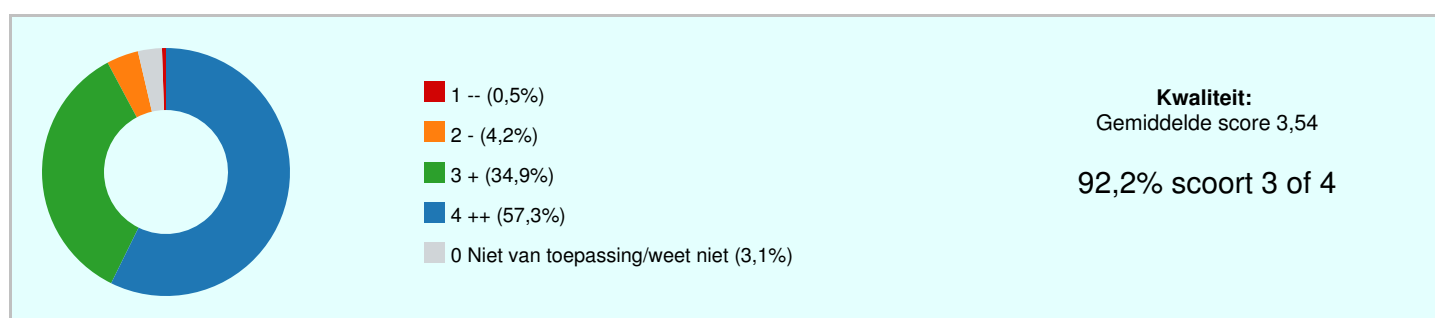 1 -- (0,5%)
2 - (4,2%)
3 + (34,9%)
4 ++ (57,3%)
0 Niet van toepassing/weet niet (3,1%)
Kwaliteit:
Gemiddelde score 3,54
92,2% scoort 3 of 4